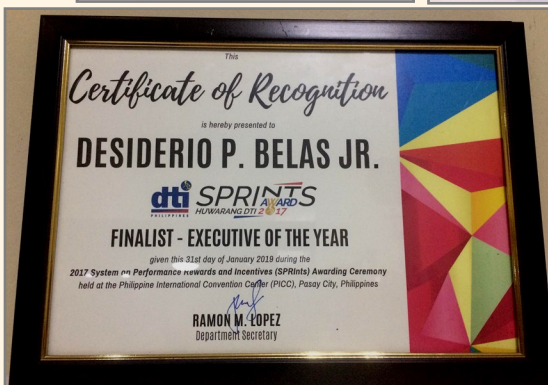 This
Certificate of Recognition
is hereby presented to
DESIDERIO P. BELAS JR.
dti SPRINTS
AWARD
PHILIPPINES HUWARANG DTI 2017
FINALIST - EXECUTIVE OF THE YEAR
given this 31st day of January 2018 during the
2017 System on Performance Rewards and Incentives (SPRInts) Awarding Ceremony
held at the Philippine International Convention Center (PICC), Pasay City, Philippines
RAMON M. LOPEZ
Department Secretary